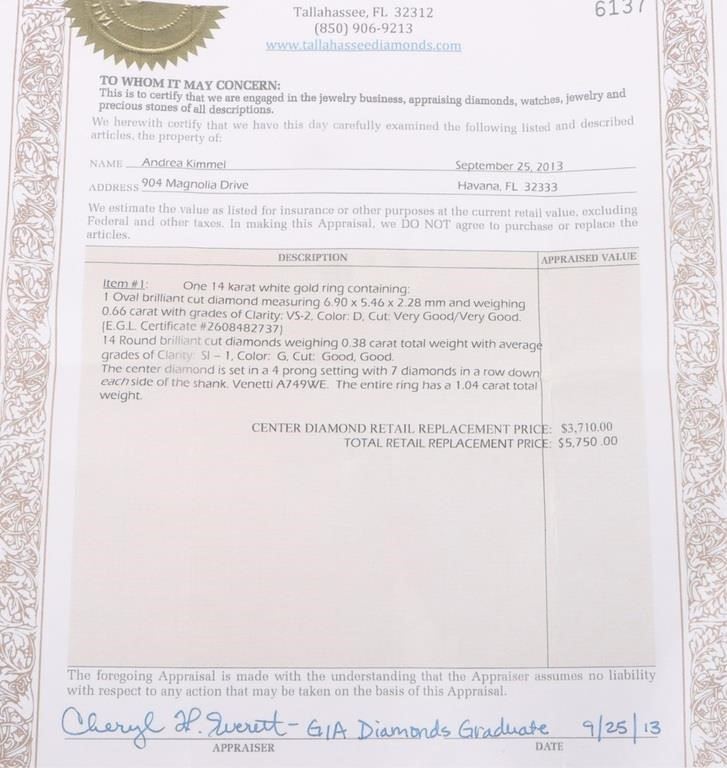 Tallahassee, FL 32312
6137
(850) 906-9213
www.tallahasseediamonds.com
TO WHOM IT MAY CONCERN:
This is to certify that we are engaged in the jewelry business, appraising diamonds, watches, jewelry and
precious stones of all descriptions.
We herewith certify that we have this day carefully examined the following listed and described
articles, the property of:
NAME Andrea Kimmel September 25, 2013
ADDRESS 904 Magnolia Drive Havana, FL 32333
We estimate the value as listed for insurance or other purposes at the current retail value, excluding
Federal and other taxes. In making this Appraisal, we DO NOT agree to purchase or replace the
articles.
DESCRIPTION APPRAISED VALUE
Item #1: One 14 karat white gold ring containing:
1 Oval brilliant cut diamond measuring 6.90 x 5.46 x 2.28 mm and weighing
0.66 carat with grades of Clarity: VS-2, Color: D, Cut: Very Good/Very Good.
(E.G.L. Certificate #2608482737)
14 Round brilliant cut diamonds weighing 0.38 carat total weight with average
grades of Clarity: SI – 1, Color: G, Cut: Good, Good.
The center diamond is set in a 4 prong setting with 7 diamonds in a row down
each side of the shank. Venetti A749WE. The entire ring has a 1.04 carat total
weight.
CENTER DIAMOND RETAIL REPLACEMENT PRICE: $3,710.00
TOTAL RETAIL REPLACEMENT PRICE: $5,750 .00
The foregoing Appraisal is made with the understanding that the Appraiser assumes no liability
with respect to any action that may be taken on the basis of this Appraisal.
Cheryl H. Everett - GIA Diamonds Graduate 9/25/13
APPRAISER DATE